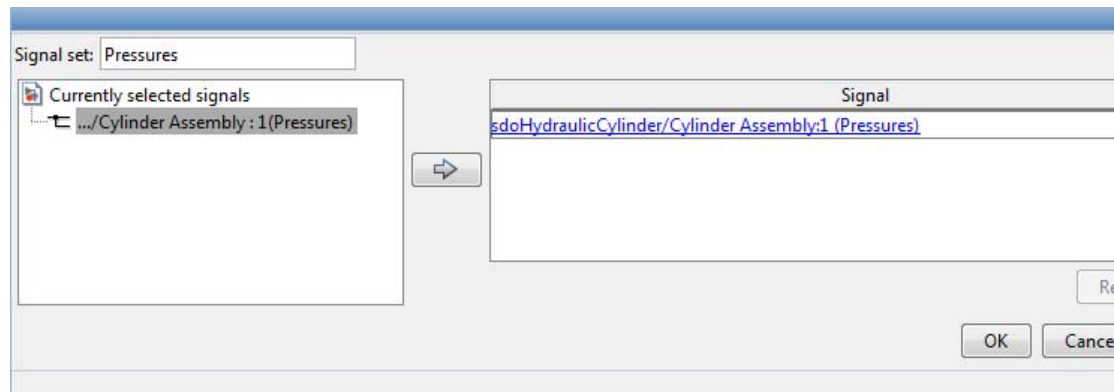 Signal set: Pressures
Currently selected signals
.../Cylinder Assembly : 1(Pressures)
Signal
sdoHydraulicCylinder/Cylinder Assembly:1 (Pressures)
OK